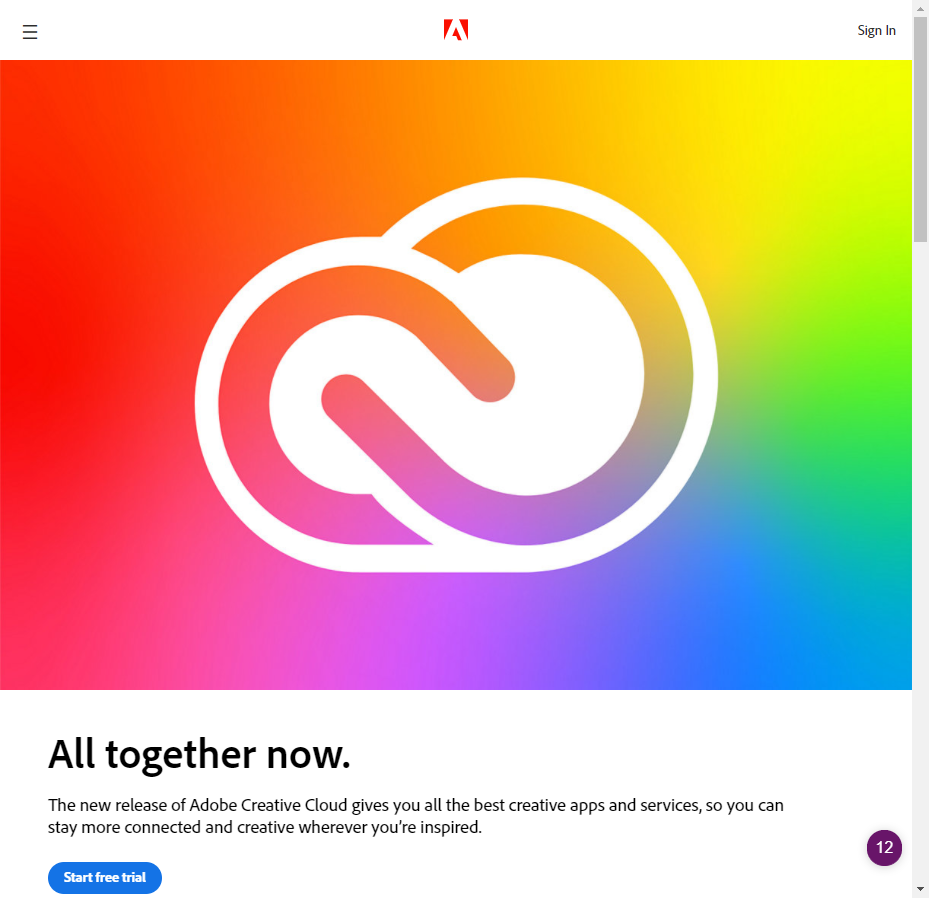 Sign In
All together now.
The new release of Adobe Creative Cloud gives you all the best creative apps and services, so you can
stay more connected and creative wherever you're inspired.
12
Start free trial